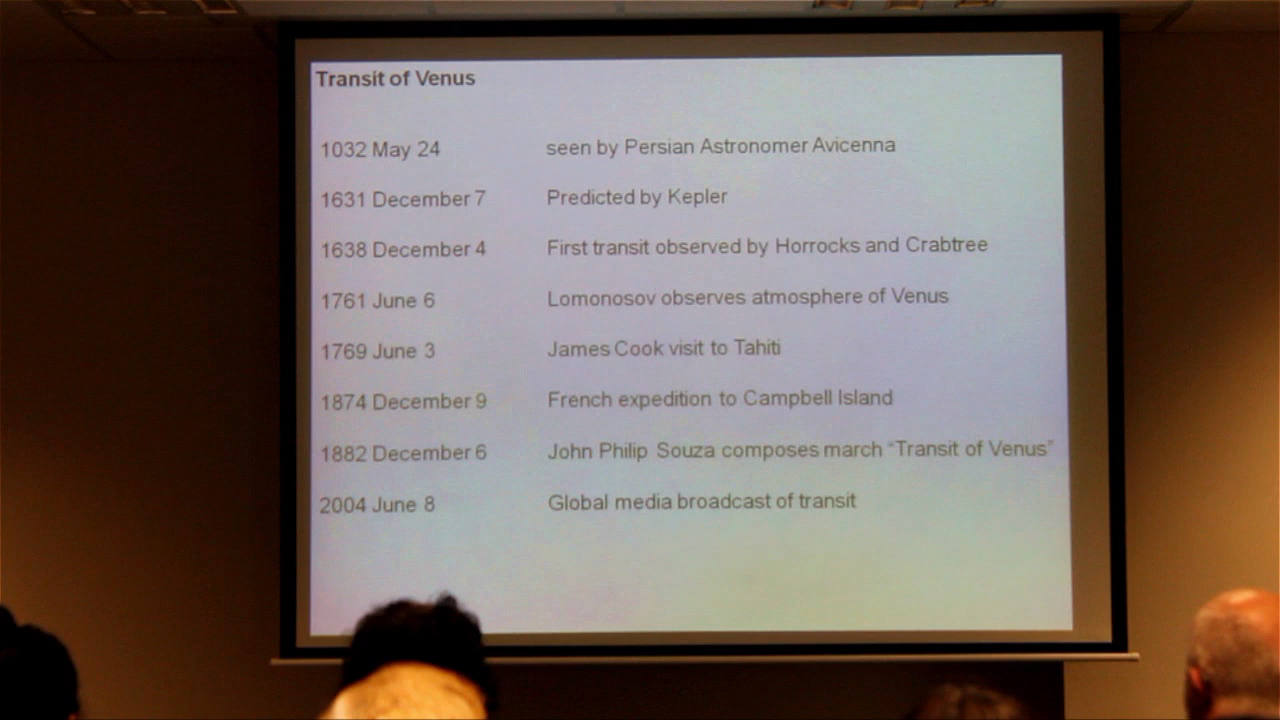 Transit of Venus
1032 May 24 seen by Persian Astronomer Avicenna
1631 December 7 Predicted by Kepler
1638 December 4 First transit observed by Horrocks and Crabtree
1761 June 6 Lomonosov observes atmosphere of Venus
1769 June 3 James Cook visit to Tahiti
1874 December 9 French expedition to Campbell Island
1882 December 6 John Philip Souza composes march “Transit of Venus”
2004 June 8 Global media broadcast of transit